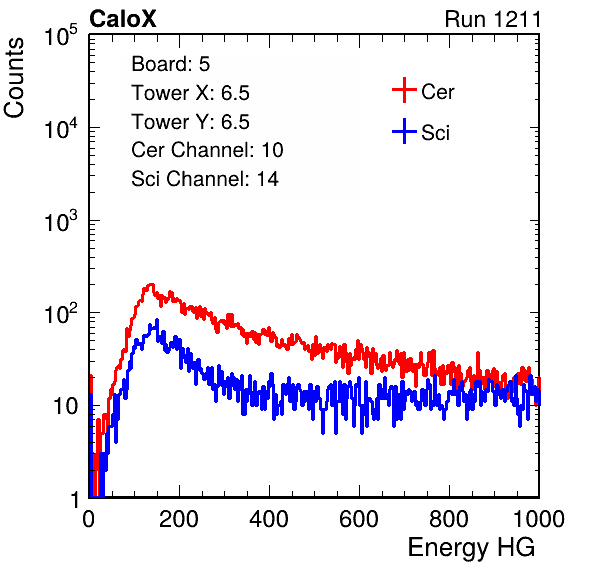 CaloX
Run 1211
Counts
Board: 5
Tower X: 6.5
Tower Y: 6.5
Cer Channel: 10
Sci Channel: 14
Cer
Sci
10^5
10^4
10^3
10^2
10
1
0 200 400 600 800 1000
Energy HG